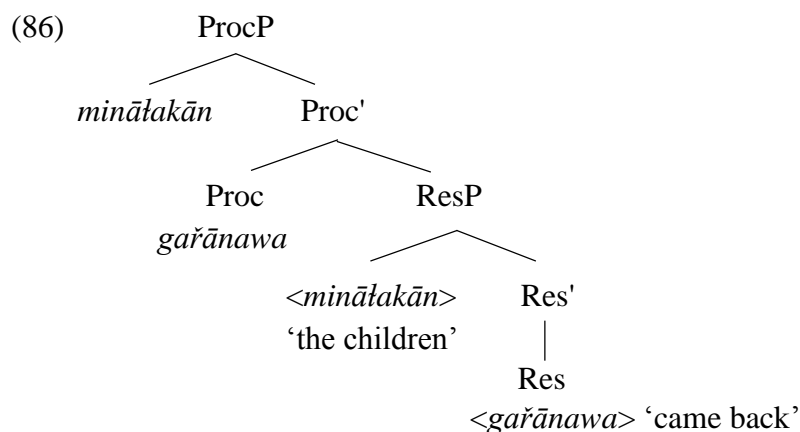 (86) ProcP
mināłakān Proc'
Proc ResP
gařānawa
<mināłakān> Res'
‘the children’
Res
<gařānawa> ‘came back’